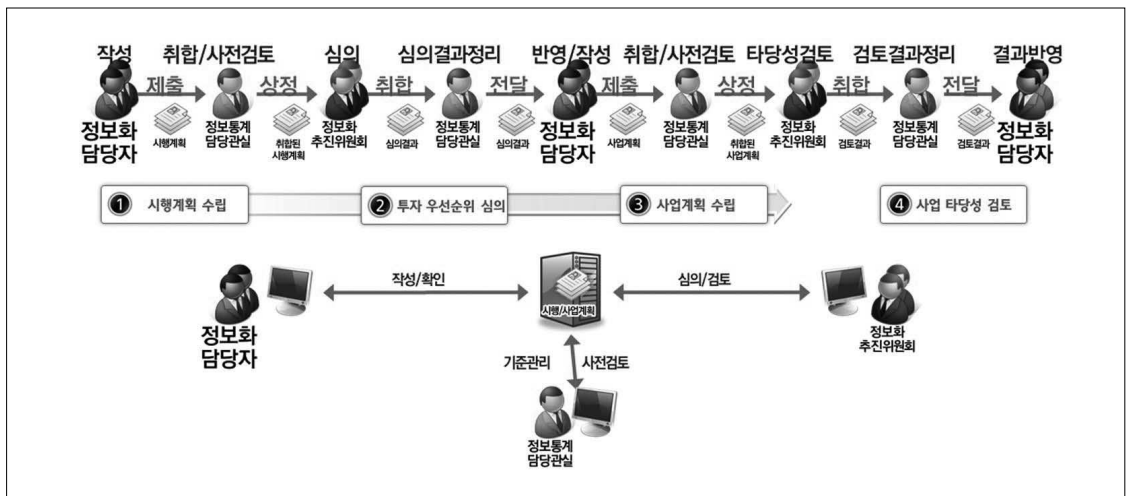 작성 취합/사전검토 심의 심의결과정리 반영/작성 취합/사전검토 타당성검토 검토결과정리 결과반영
제출 상정 취합 전달 제출 상정 취합 전달
정보화
담당자
시행계획
정보통계
담당관실
취합된
시행계획
정보화
추진위원회
심의결과
정보통계
담당관실
심의결과
정보화
담당자
사업계획
정보통계
담당관실
취합된
사업계획
정보화
추진위원회
검토결과
정보통계
담당관실
검토결과
정보화
담당자
1 시행계획 수립
2 투자 우선순위 심의
3 사업계획 수립
4 사업 타당성 검토
작성/확인
심의/검토
시행/사업계획
정보화
담당자
정보화
추진위원회
기준관리 사전검토
정보통계
담당관실